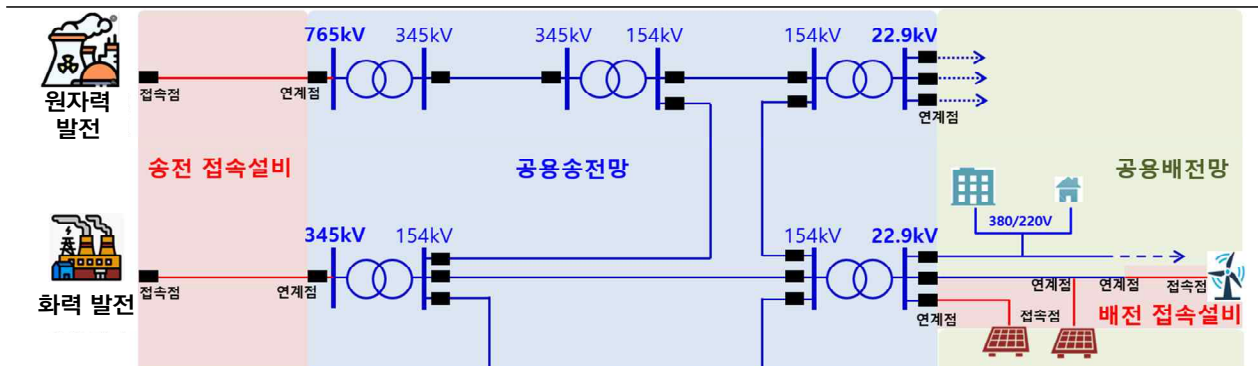 765kV
345kV
345kV
154kV
154kV
22.9kV
원자력
발전
접속점
연계점
연계점
송전 접속설비
공용송전망
공용배전망
380/220V
345kV
154kV
154kV
22.9kV
화력 발전
접속점
연계점
연계점
연계점
접속점
연계점
접속점
배전 접속설비